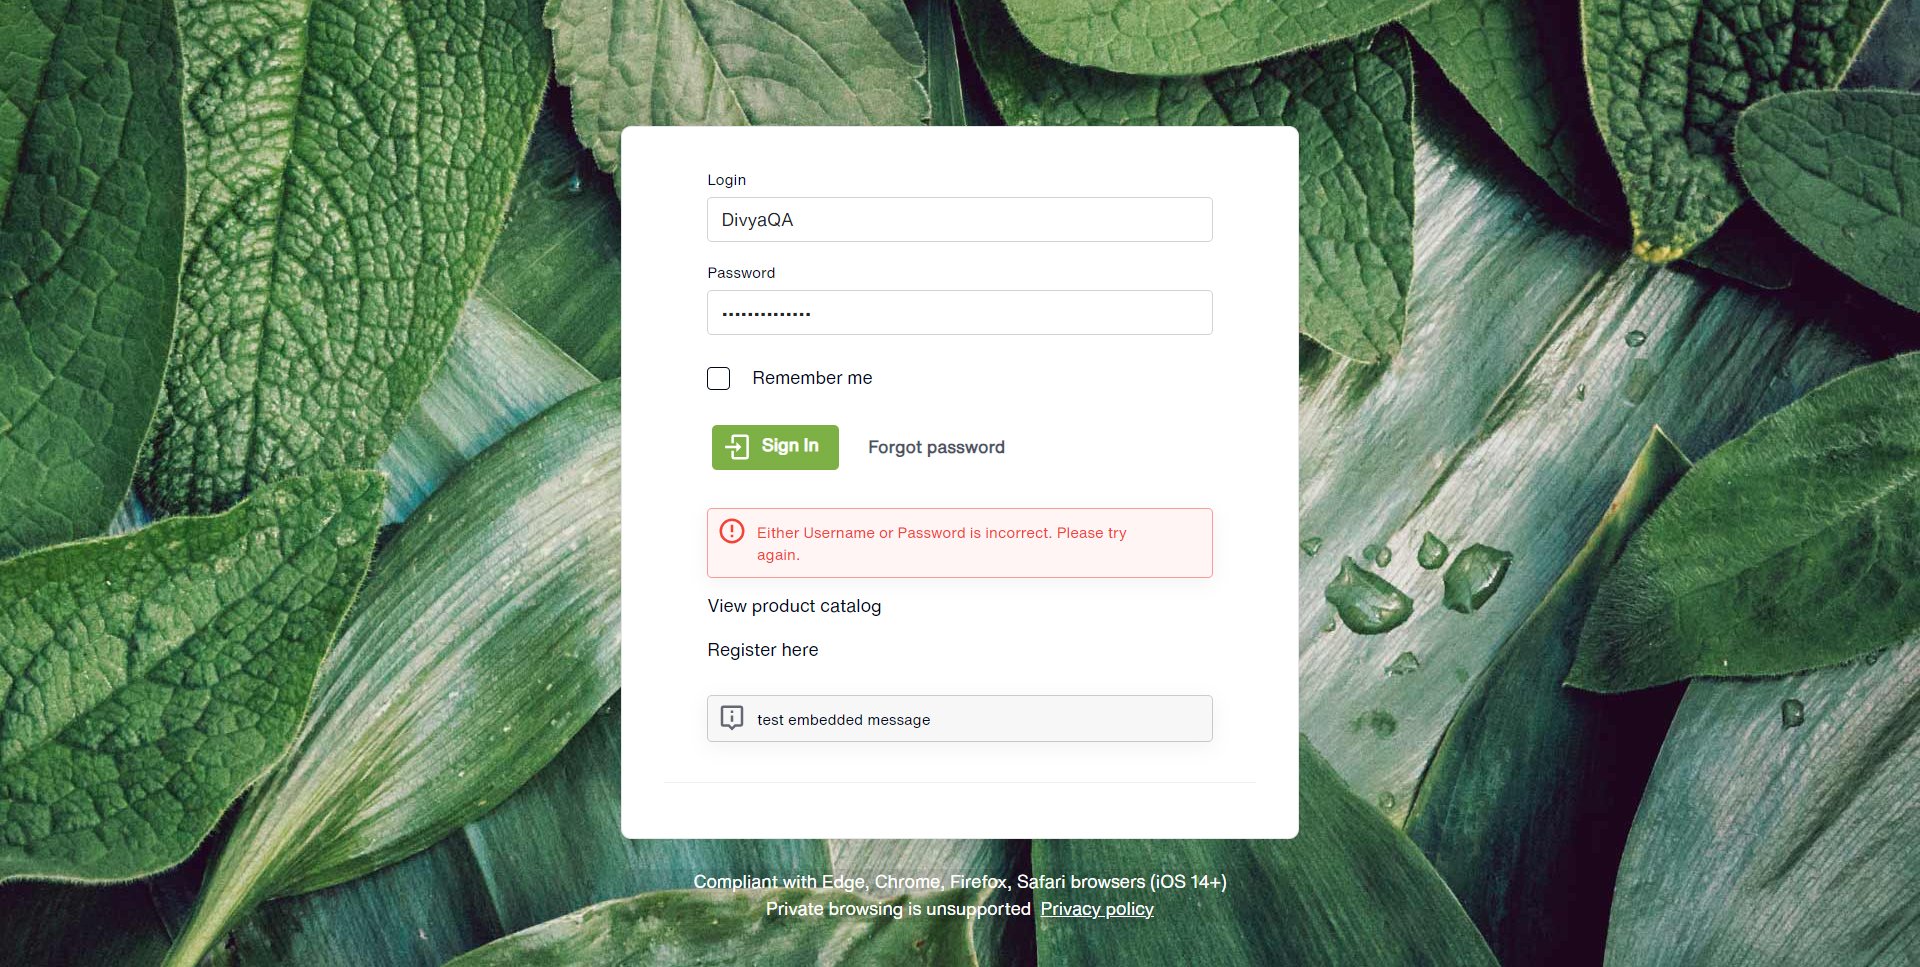 Login
DivyaQA
Password
Remember me
Sign In
Forgot password
Either Username or Password is incorrect. Please try
again.
View product catalog
Register here
test embedded message
Compliant with Edge, Chrome, Firefox, Safari browsers (iOS 14+)
Private browsing is unsupported Privacy policy